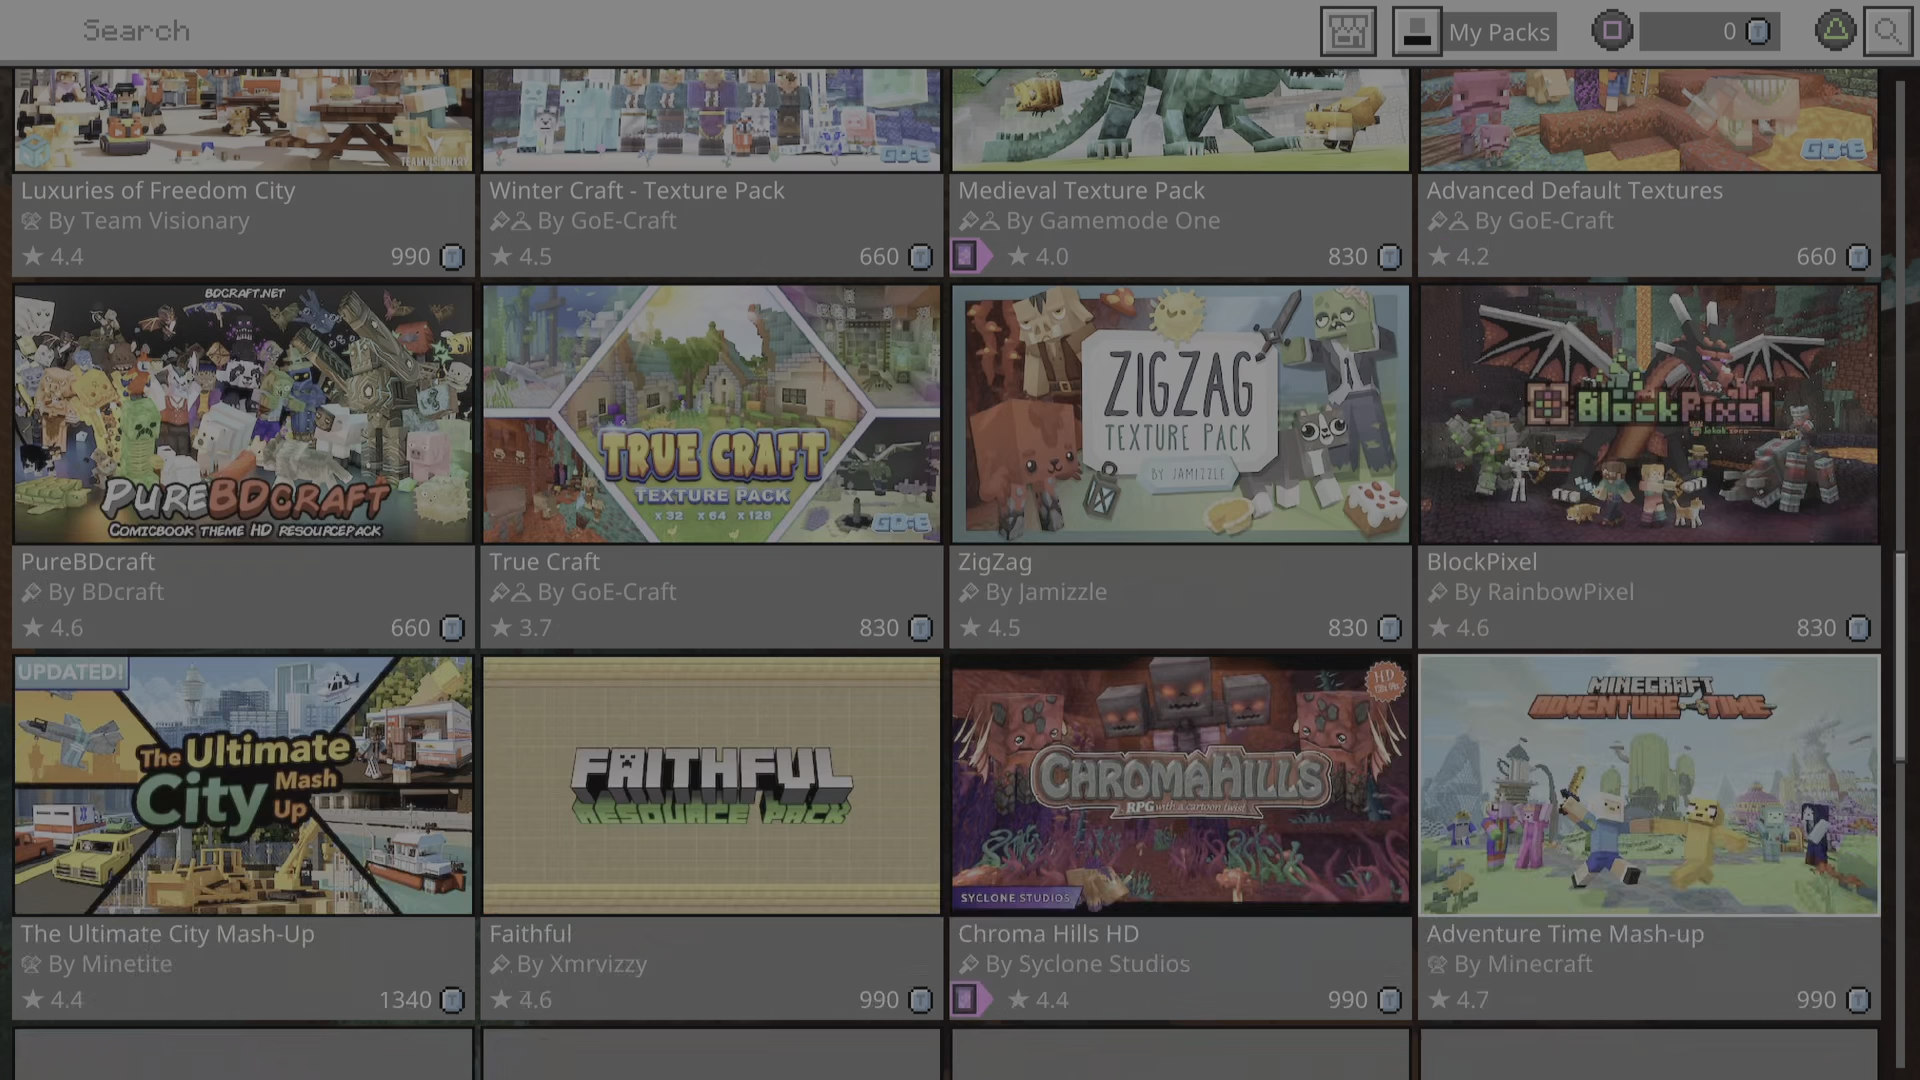 Search
My Packs
0
TEAMVISIONARY
GO-E
GO-E
Luxuries of Freedom City
By Team Visionary
4.4
990
Winter Craft - Texture Pack
By GoE-Craft
4.5
660
Medieval Texture Pack
By Gamemode One
4.0
830
Advanced Default Textures
By GoE-Craft
4.2
660
BDCRAFT.NET
PUREBDCRAFT
COMICBOOK THEME HD RESOURCEPACK
TRUE CRAFT
TEXTURE PACK
x 32 x 64 x 128
GO-E
ZIGZAG
TEXTURE PACK
BY JAMIZZLE
BlockPixel
PureBDcraft
By BDcraft
4.6
660
True Craft
By GoE-Craft
3.7
830
ZigZag
By Jamizzle
4.5
830
BlockPixel
By RainbowPixel
4.6
830
UPDATED!
The Ultimate
City Mash
Up
FAITHFUL
RESOURCE PACK
HD
CHROMAHILLS
RPG with a cartoon twist
SYCLONE STUDIOS
MINECRAFT
ADVENTURE TIME
The Ultimate City Mash-Up
By Minetite
4.4
1340
Faithful
By Xmrvizzy
4.6
990
Chroma Hills HD
By Syclone Studios
4.4
990
Adventure Time Mash-up
By Minecraft
4.7
990